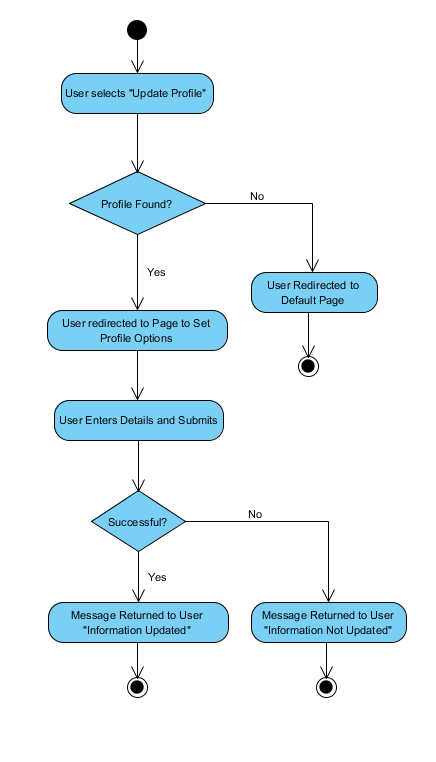 User selects "Update Profile"
Profile Found?
No
Yes
User Redirected to
Default Page
User redirected to Page to Set
Profile Options
User Enters Details and Submits
Successful?
No
Yes
Message Returned to User
"Information Updated"
Message Returned to User
"Information Not Updated"